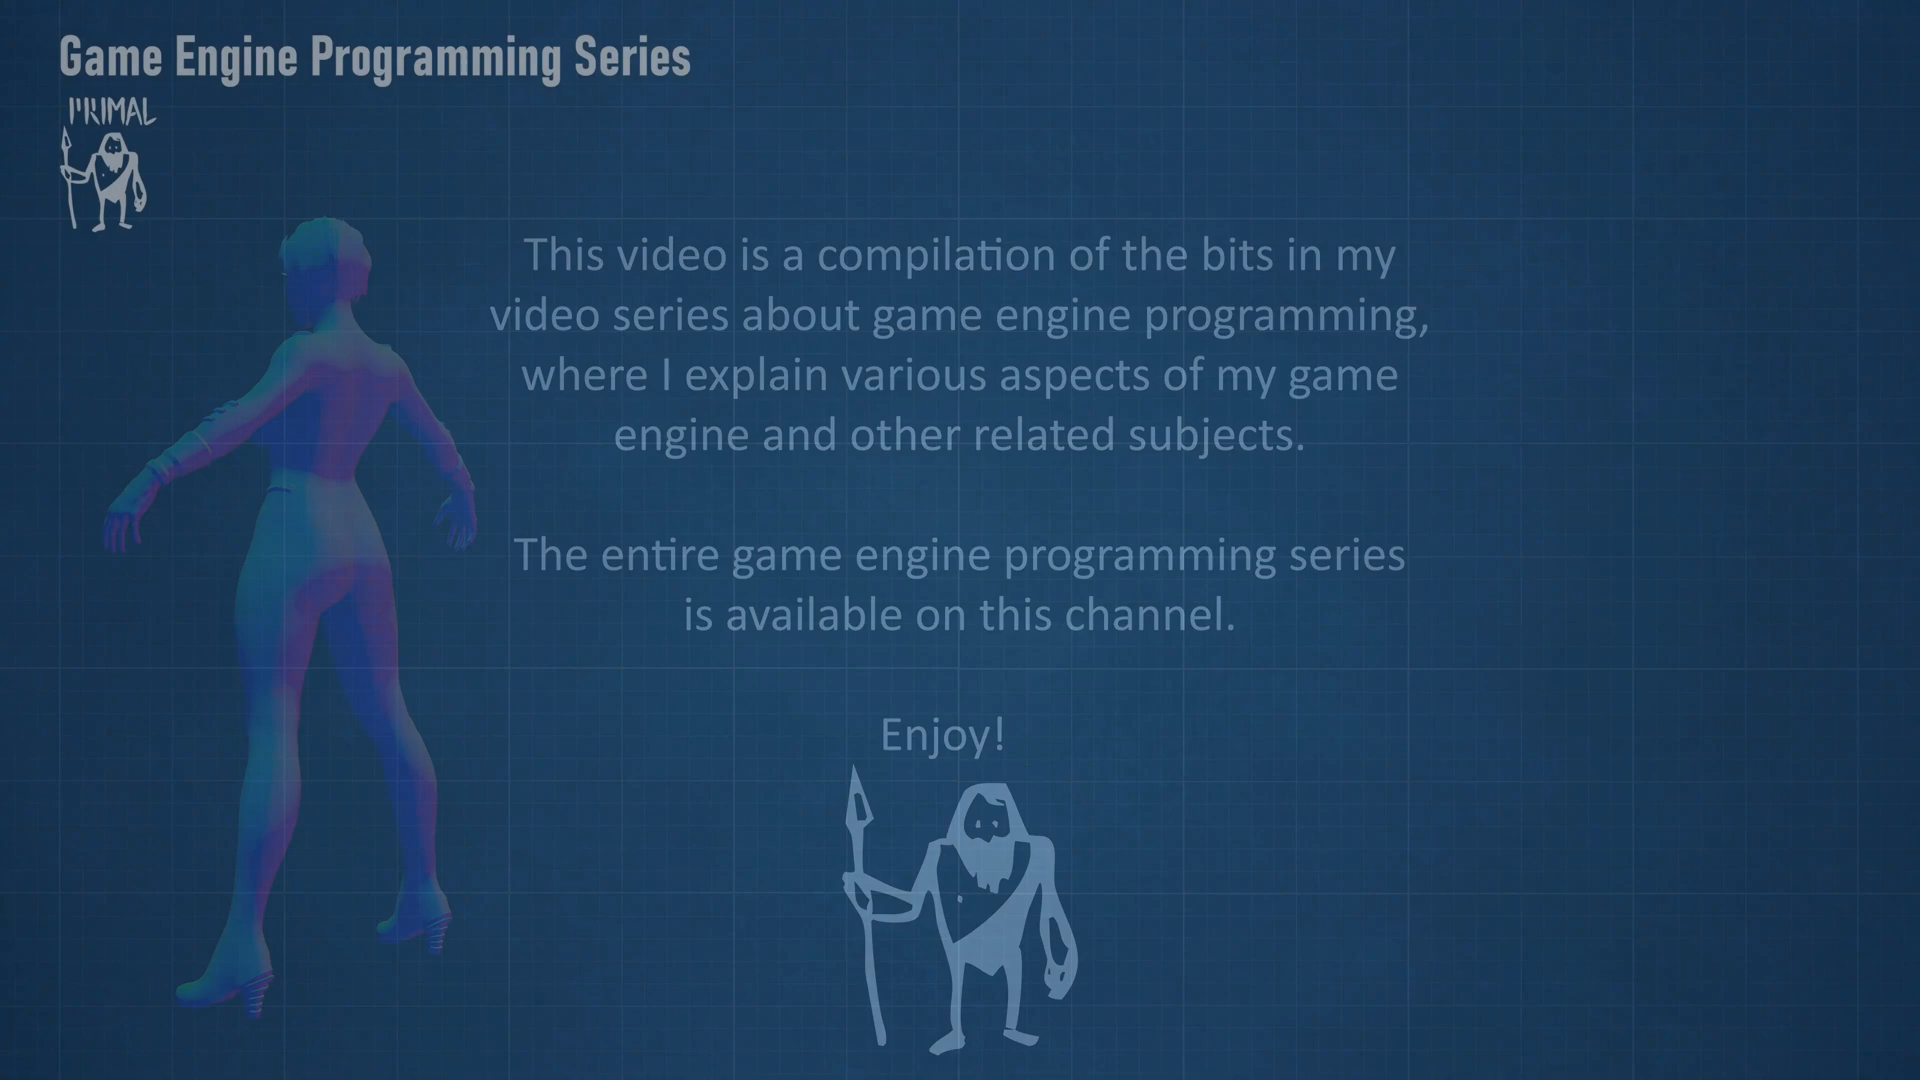 Game Engine Programming Series
PRIMAL
This video is a compilation of the bits in my
video series about game engine programming,
where I explain various aspects of my game
engine and other related subjects.
The entire game engine programming series
is available on this channel.
Enjoy!